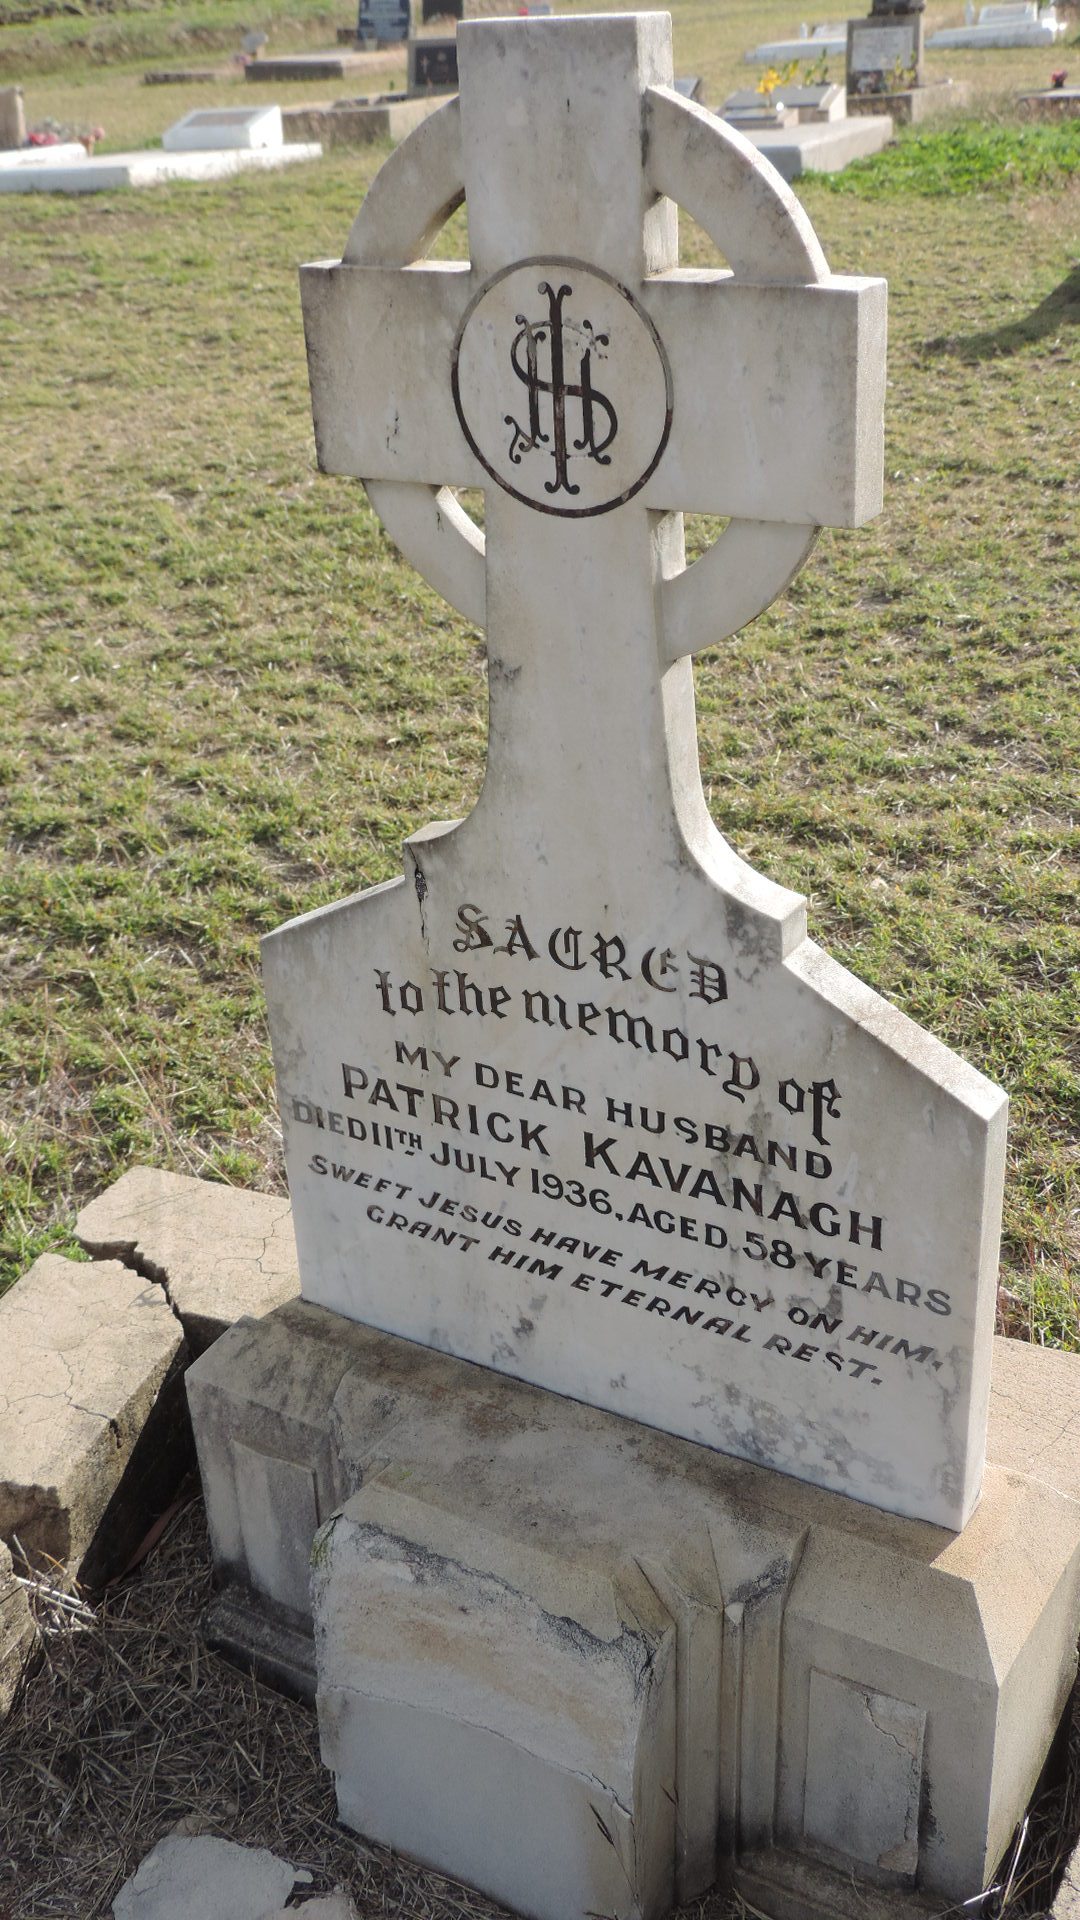 IHS
SACRED
to the memory of
MY DEAR HUSBAND
PATRICK KAVANAGH
DIED 11TH JULY 1936, AGED 58 YEARS
SWEET JESUS HAVE MERCY ON HIM.
GRANT HIM ETERNAL REST.